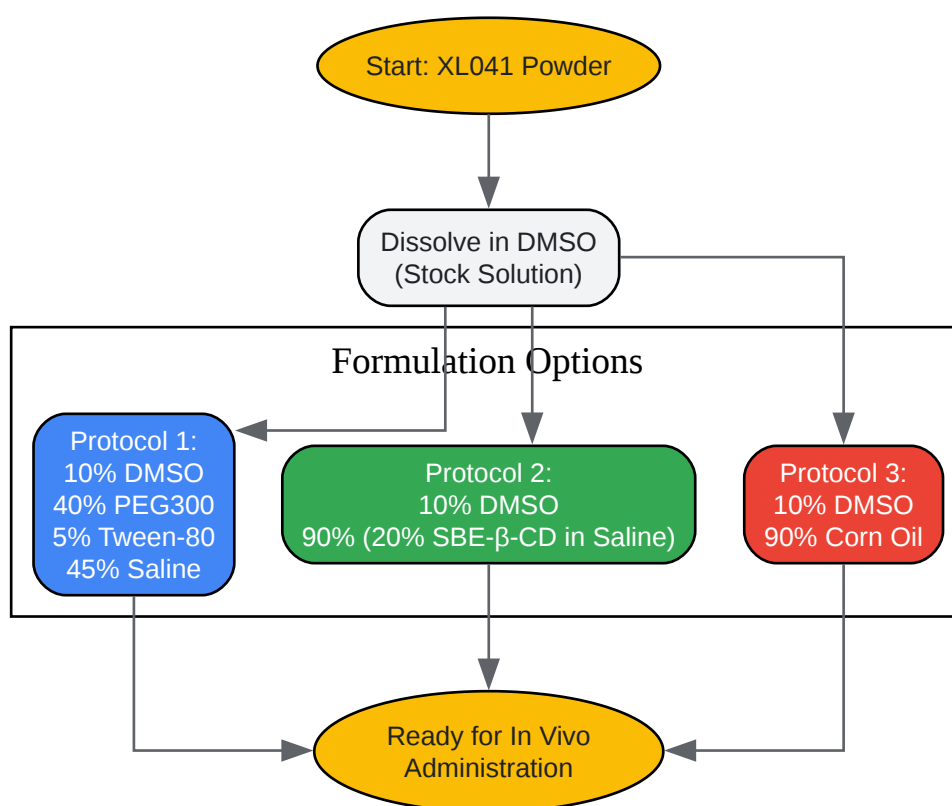 Start: XL041 Powder
Dissolve in DMSO
(Stock Solution)
Formulation Options
Protocol 1:
10% DMSO
40% PEG300
5% Tween-80
45% Saline
Protocol 2:
10% DMSO
90% (20% SBE-β-CD in Saline)
Protocol 3:
10% DMSO
90% Corn Oil
Ready for In Vivo
Administration